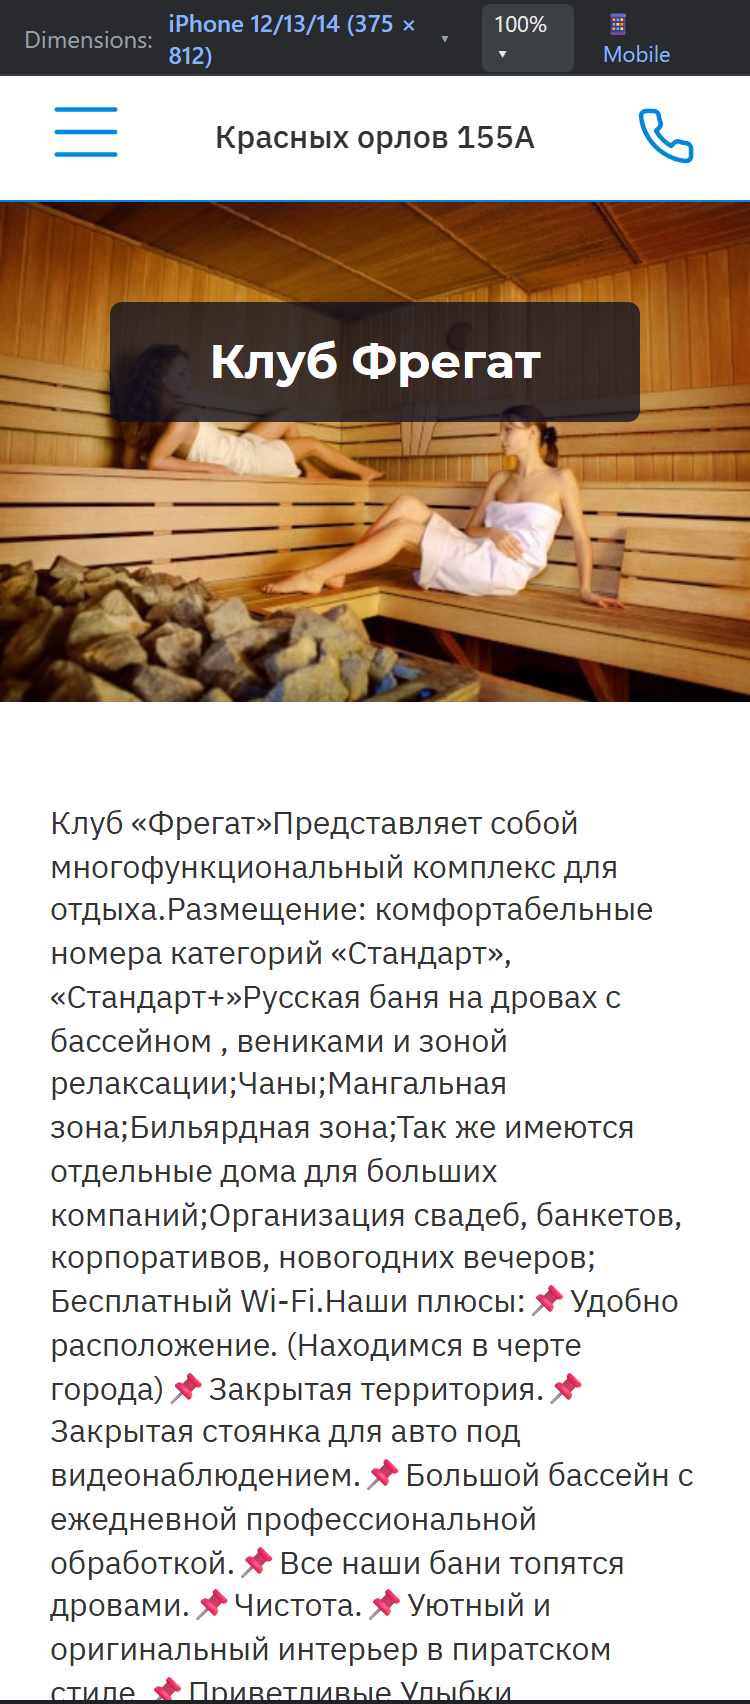 Dimensions: iPhone 12/13/14 (375 ×
812)
100%
Mobile
Красных орлов 155А
Клуб Фрегат
Клуб «Фрегат»Представляет собой
многофункциональный комплекс для
отдыха.Размещение: комфортабельные
номера категорий «Стандарт»,
«Стандарт+»Русская баня на дровах с
бассейном , вениками и зоной
релаксации;Чаны;Мангальная
зона;Бильярдная зона;Так же имеются
отдельные дома для больших
компаний;Организация свадеб, банкетов,
корпоративов, новогодних вечеров;
Бесплатный Wi-Fi.Наши плюсы:📌Удобно
расположение. (Находимся в черте
города)📌Закрытая территория.📌
Закрытая стоянка для авто под
видеонаблюдением.📌Большой бассейн с
ежедневной профессиональной
обработкой.📌Все наши бани топятся
дровами.📌Чистота.📌Уютный и
оригинальный интерьер в пиратском
стиле.📌Приветливые Улыбки